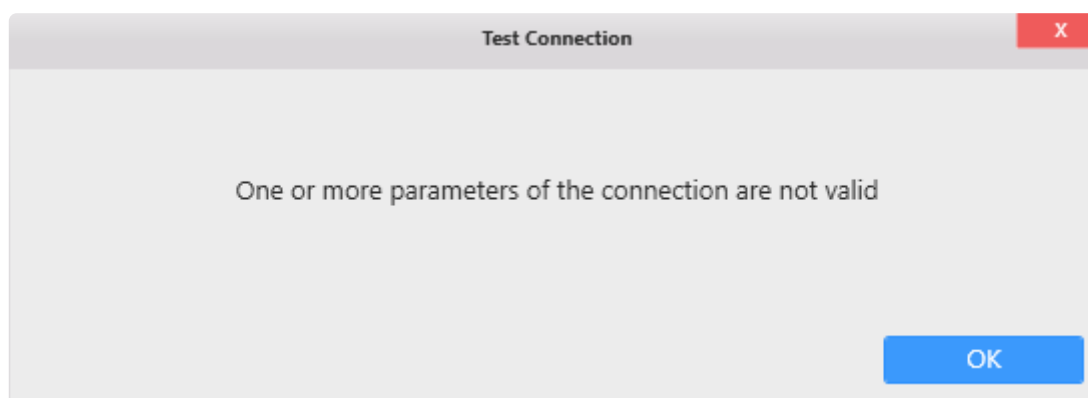 Test Connection
X
One or more parameters of the connection are not valid
OK